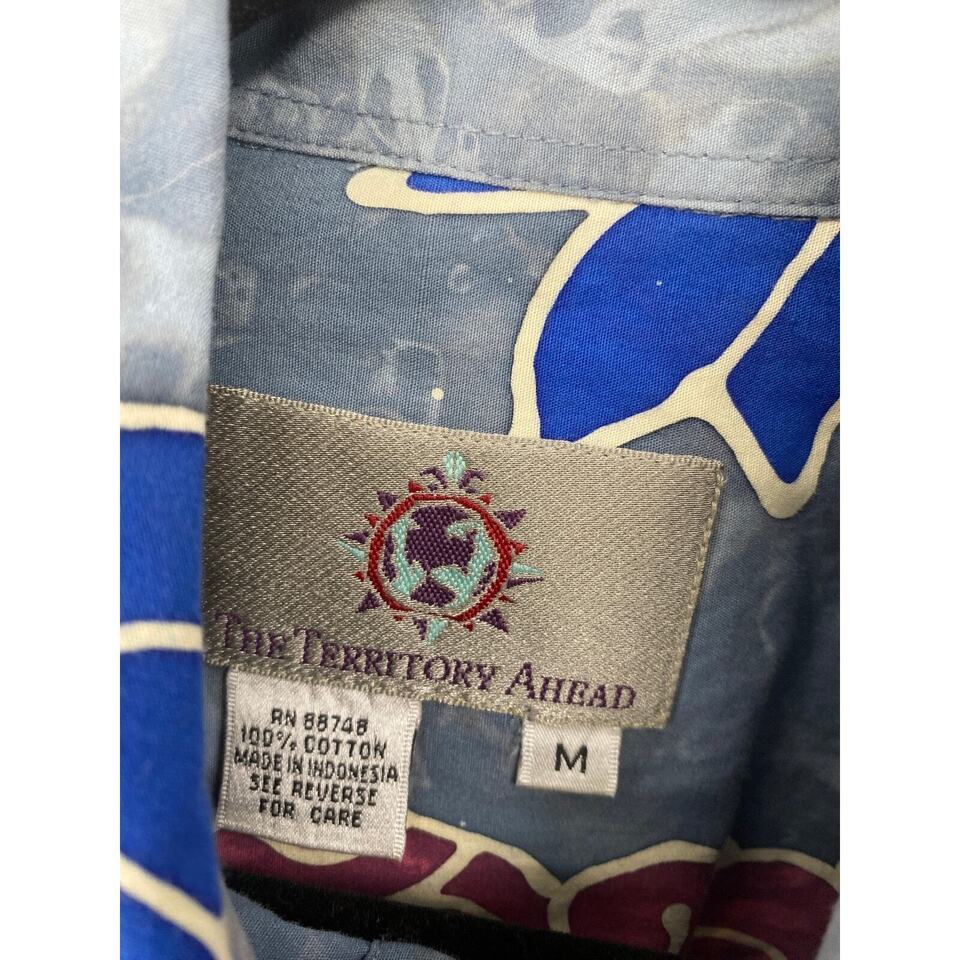 THE TERRITORY AHEAD
RN 88748
100% COTTON
MADE IN INDONESIA
SEE REVERSE
FOR CARE
M